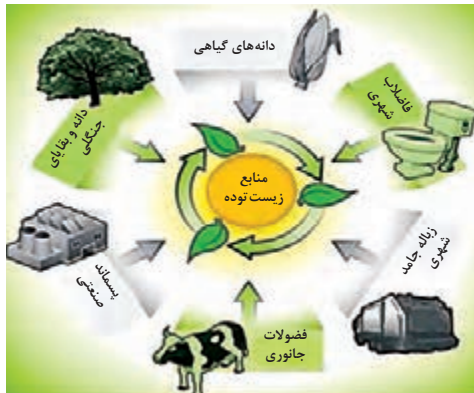 دانه‌های گیاهی
فاضلاب
شهری
زباله جامد
شهری
فضولات
جانوری
پسماند
صنعتی
دانه و بقایای
جنگلی
منابع
زیست توده